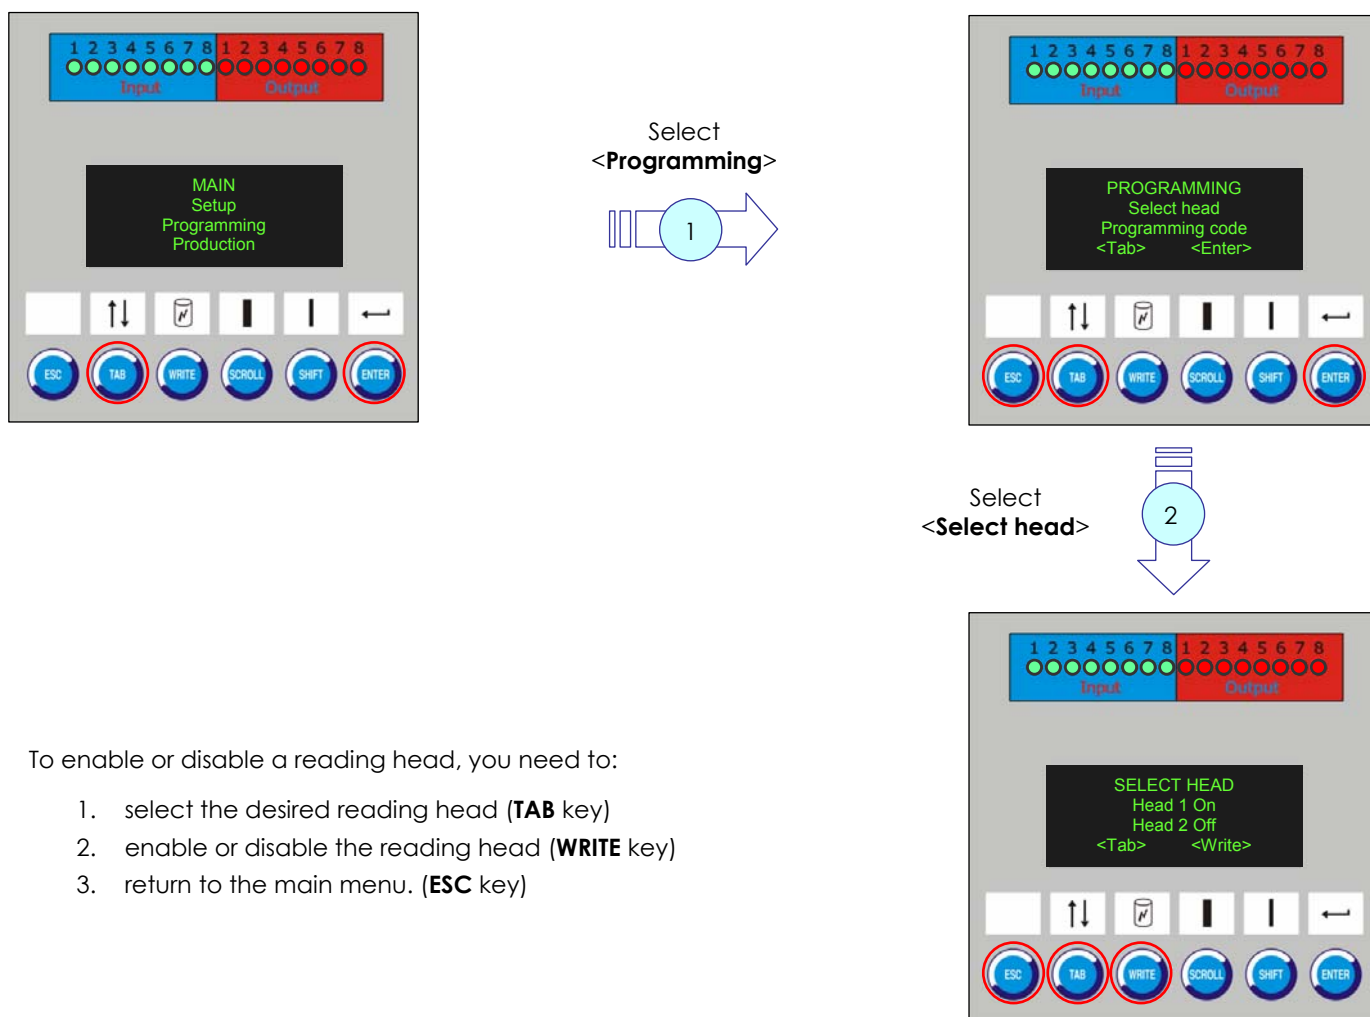 1 2 3 4 5 6 7 8 1 2 3 4 5 6 7 8
Input Output
MAIN
Setup
Programming
Production
ESC TAB WRITE SCROLL SHIFT ENTER
Select
<Programming>
1
1 2 3 4 5 6 7 8 1 2 3 4 5 6 7 8
Input Output
PROGRAMMING
Select head
Programming code
<Tab> <Enter>
ESC TAB WRITE SCROLL SHIFT ENTER
Select
<Select head>
2
1 2 3 4 5 6 7 8 1 2 3 4 5 6 7 8
Input Output
SELECT HEAD
Head 1 On
Head 2 Off
<Tab> <Write>
ESC TAB WRITE SCROLL SHIFT ENTER
To enable or disable a reading head, you need to:
1. select the desired reading head (TAB key)
2. enable or disable the reading head (WRITE key)
3. return to the main menu. (ESC key)